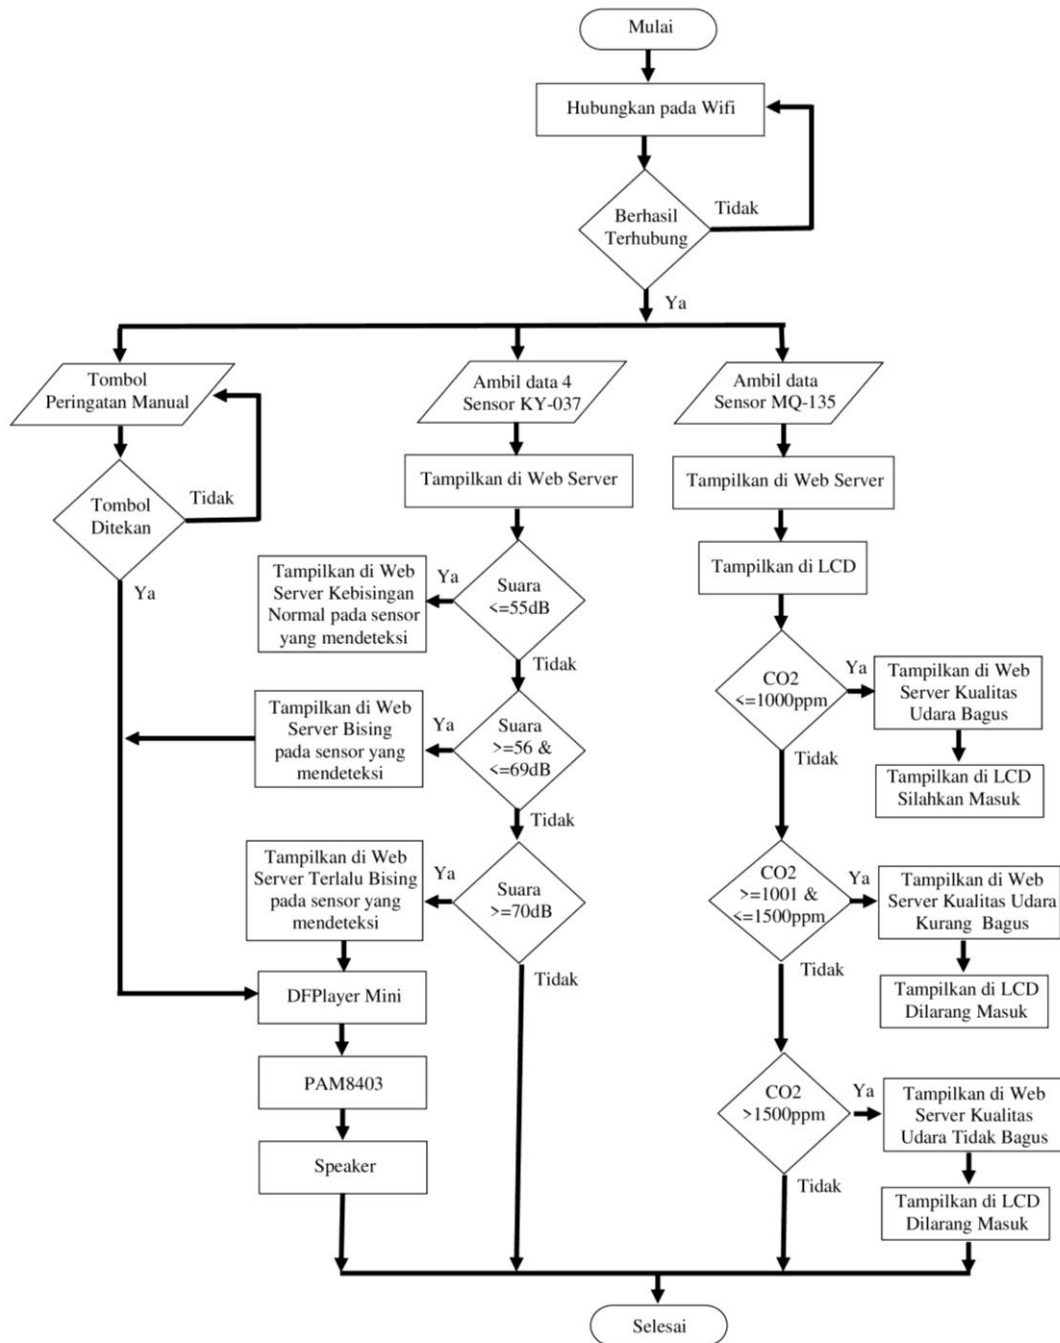 Mulai
Hubungkan pada Wifi
Berhasil
Terhubung
Tidak
Ya
Tombol
Peringatan Manual
Tombol
Ditekan
Tidak
Ya
Ambil data 4
Sensor KY-037
Tampilkan di Web Server
Suara
<=55dB
Ya
Tampilkan di Web
Server Kebisingan
Normal pada sensor
yang mendeteksi
Tidak
Suara
>=56 &
<=69dB
Ya
Tampilkan di Web
Server Bising
pada sensor yang
mendeteksi
Tidak
Suara
>=70dB
Ya
Tampilkan di Web
Server Terlalu Bising
pada sensor yang
mendeteksi
Tidak
DFPlayer Mini
PAM8403
Speaker
Ambil data
Sensor MQ-135
Tampilkan di Web Server
Tampilkan di LCD
CO2
<=1000ppm
Ya
Tampilkan di Web
Server Kualitas
Udara Bagus
Tampilkan di LCD
Silahkan Masuk
Tidak
CO2
>=1001 &
<=1500ppm
Ya
Tampilkan di Web
Server Kualitas Udara
Kurang Bagus
Tampilkan di LCD
Dilarang Masuk
Tidak
CO2
>1500ppm
Ya
Tampilkan di Web
Server Kualitas
Udara Tidak Bagus
Tampilkan di LCD
Dilarang Masuk
Tidak
Selesai